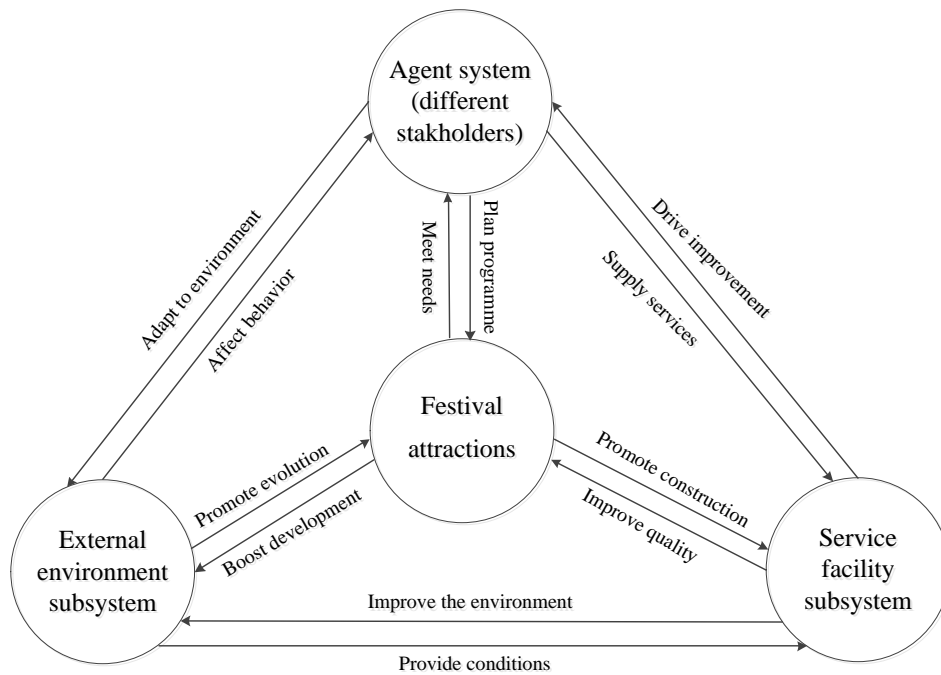 Agent system
(different
stakholders)
Adapt to environment
Affect behavior
Meet needs
Plan programme
Drive improvement
Supply services
Festival
attractions
Promote evolution
Boost development
Promote construction
Improve quality
External
environment
subsystem
Service
facility
subsystem
Improve the environment
Provide conditions